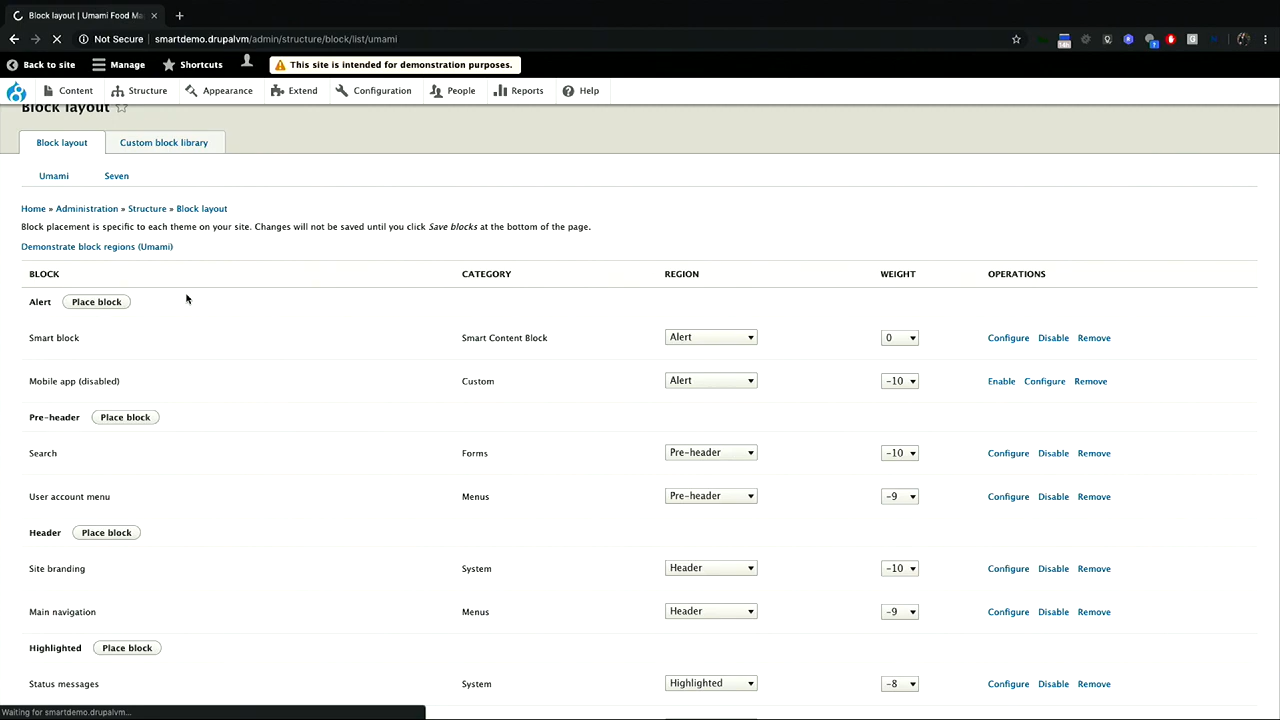 Block layout | Umami Food Ma
Not Secure smartdemo.drupalvm/admin/structure/block/list/umami
Back to site Manage Shortcuts This site is intended for demonstration purposes.
Content Structure Appearance Extend Configuration People Reports Help
Block layout
Block layout Custom block library
Umami Seven
Home » Administration » Structure » Block layout
Block placement is specific to each theme on your site. Changes will not be saved until you click Save blocks at the bottom of the page.
Demonstrate block regions (Umami)
BLOCK CATEGORY REGION WEIGHT OPERATIONS
Alert Place block
Smart block Smart Content Block Alert 0 Configure Disable Remove
Mobile app (disabled) Custom Alert -10 Enable Configure Remove
Pre-header Place block
Search Forms Pre-header -10 Configure Disable Remove
User account menu Menus Pre-header -9 Configure Disable Remove
Header Place block
Site branding System Header -10 Configure Disable Remove
Main navigation Menus Header -9 Configure Disable Remove
Highlighted Place block
Status messages System Highlighted -8 Configure Disable Remove
Waiting for smartdemo.drupalvm...